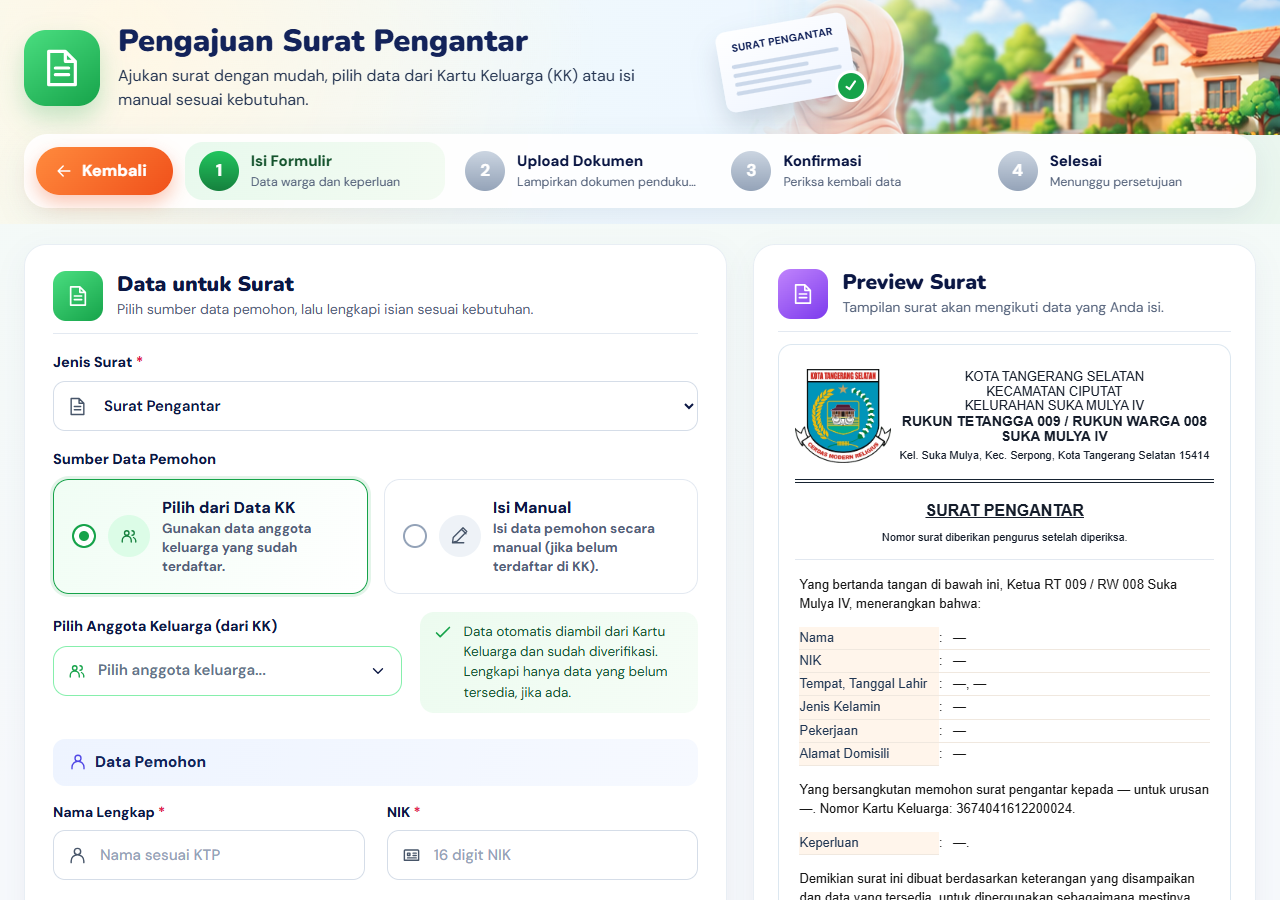 Pengajuan Surat Pengantar
Ajukan surat dengan mudah, pilih data dari Kartu Keluarga (KK) atau isi
manual sesuai kebutuhan.
SURAT PENGANTAR
Kembali
1
Isi Formulir
Data warga dan keperluan
2
Upload Dokumen
Lampirkan dokumen penduku...
3
Konfirmasi
Periksa kembali data
4
Selesai
Menunggu persetujuan
Data untuk Surat
Pilih sumber data pemohon, lalu lengkapi isian sesuai kebutuhan.
Jenis Surat *
Surat Pengantar
Sumber Data Pemohon
Pilih dari Data KK
Gunakan data anggota
keluarga yang sudah
terdaftar.
Isi Manual
Isi data pemohon secara
manual (jika belum
terdaftar di KK).
Pilih Anggota Keluarga (dari KK)
Pilih anggota keluarga...
Data otomatis diambil dari Kartu
Keluarga dan sudah diverifikasi.
Lengkapi hanya data yang belum
tersedia, jika ada.
Data Pemohon
Nama Lengkap *
Nama sesuai KTP
NIK *
16 digit NIK
Preview Surat
Tampilan surat akan mengikuti data yang Anda isi.
KOTA TANGERANG SELATAN
CERDAS MODERN RELIGIUS
KOTA TANGERANG SELATAN
KECAMATAN CIPUTAT
KELURAHAN SUKA MULYA IV
RUKUN TETANGGA 009 / RUKUN WARGA 008
SUKA MULYA IV
Kel. Suka Mulya, Kec. Serpong, Kota Tangerang Selatan 15414
SURAT PENGANTAR
Nomor surat diberikan pengurus setelah diperiksa.
Yang bertanda tangan di bawah ini, Ketua RT 009 / RW 008 Suka
Mulya IV, menerangkan bahwa:
Nama : —
NIK : —
Tempat, Tanggal Lahir : —, —
Jenis Kelamin : —
Pekerjaan : —
Alamat Domisili : —
Yang bersangkutan memohon surat pengantar kepada — untuk urusan
—. Nomor Kartu Keluarga: 3674041612200024.
Keperluan : —.
Demikian surat ini dibuat berdasarkan keterangan yang disampaikan
dan data yang tersedia, untuk dipergunakan sebagaimana mestinya.